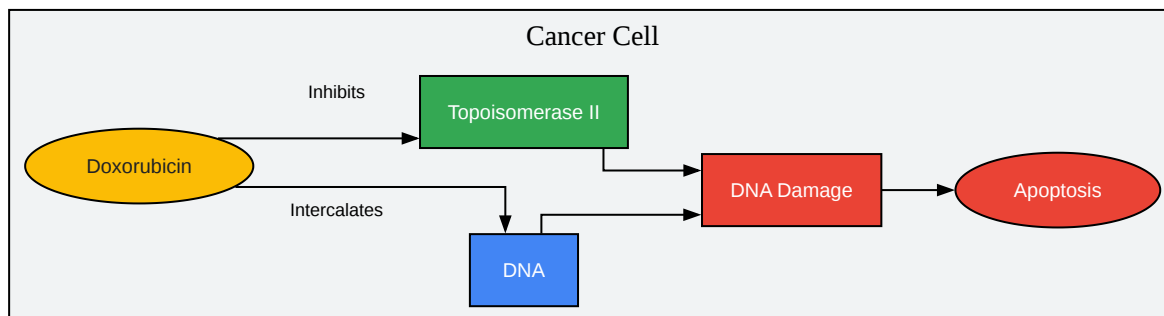 Cancer Cell
Inhibits
Topoisomerase II
Doxorubicin
DNA Damage
Apoptosis
Intercalates
DNA